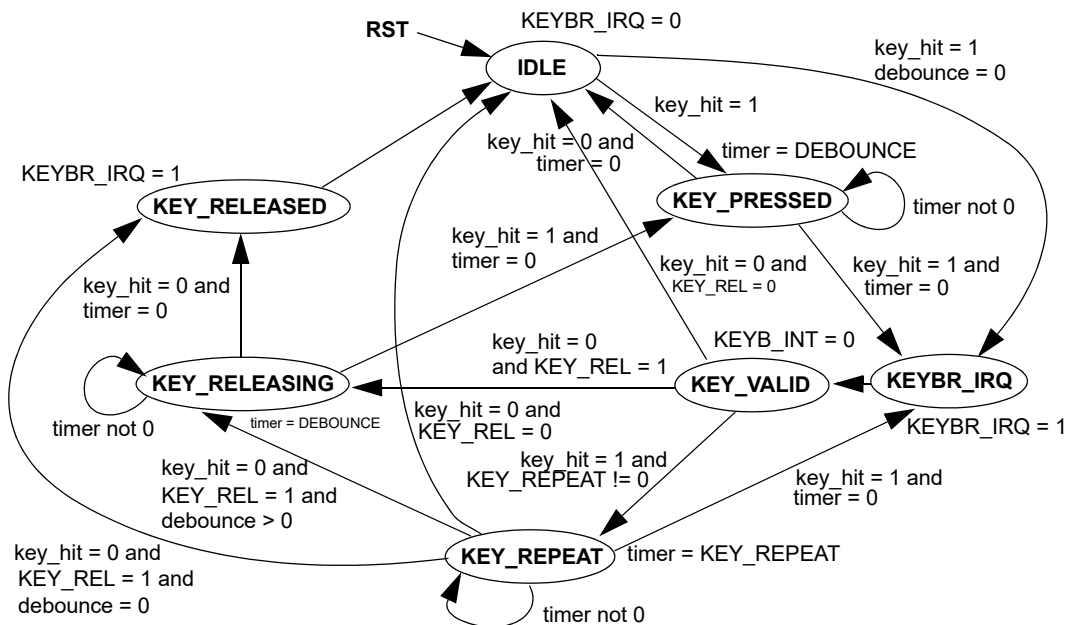 KEYBR_IRQ = 0
RST
IDLE
key_hit = 1
debounce = 0
key_hit = 1
key_hit = 0 and
timer = 0
timer = DEBOUNCE
KEYBR_IRQ = 1
KEY_RELEASED
KEY_PRESSED
timer not 0
key_hit = 1 and
timer = 0
key_hit = 0 and
KEY_REL = 0
key_hit = 1 and
timer = 0
key_hit = 0 and
timer = 0
key_hit = 0
and KEY_REL = 1
KEYB_INT = 0
KEY_RELEASING
KEY_VALID
KEYBR_IRQ
timer not 0
timer = DEBOUNCE
key_hit = 0 and
KEY_REL = 0
KEYBR_IRQ = 1
key_hit = 0 and
KEY_REL = 1 and
debounce > 0
key_hit = 1 and
KEY_REPEAT != 0
key_hit = 1 and
timer = 0
key_hit = 0 and
KEY_REL = 1 and
debounce = 0
KEY_REPEAT
timer = KEY_REPEAT
timer not 0